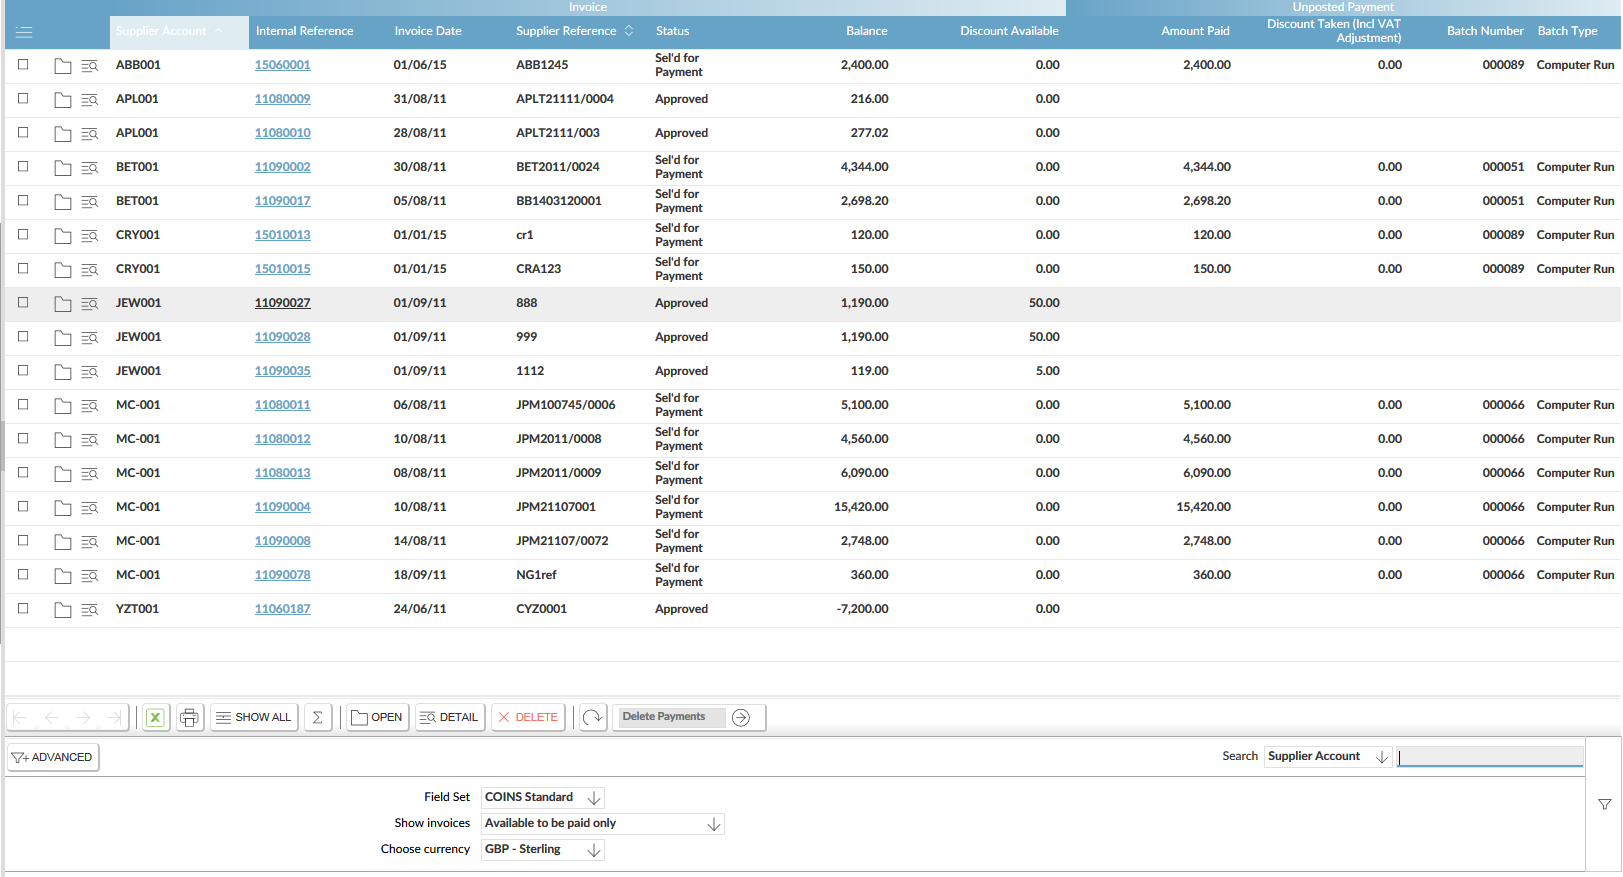 Invoice Unposted Payment
Supplier Account Internal Reference Invoice Date Supplier Reference Status Balance Discount Available Amount Paid Discount Taken (Incl VAT Adjustment) Batch Number Batch Type
ABB001 15060001 01/06/15 ABB1245 Sel'd for Payment 2,400.00 0.00 2,400.00 0.00 000089 Computer Run
APL001 11080009 31/08/11 APLT21111/0004 Approved 216.00 0.00
APL001 11080010 28/08/11 APLT2111/003 Approved 277.02 0.00
BET001 11090002 30/08/11 BET2011/0024 Sel'd for Payment 4,344.00 0.00 4,344.00 0.00 000051 Computer Run
BET001 11090017 05/08/11 BB1403120001 Sel'd for Payment 2,698.20 0.00 2,698.20 0.00 000051 Computer Run
CRY001 15010013 01/01/15 cr1 Sel'd for Payment 120.00 0.00 120.00 0.00 000089 Computer Run
CRY001 15010015 01/01/15 CRA123 Sel'd for Payment 150.00 0.00 150.00 0.00 000089 Computer Run
JEW001 11090027 01/09/11 888 Approved 1,190.00 50.00
JEW001 11090028 01/09/11 999 Approved 1,190.00 50.00
JEW001 11090035 01/09/11 1112 Approved 119.00 5.00
MC-001 11080011 06/08/11 JPM100745/0006 Sel'd for Payment 5,100.00 0.00 5,100.00 0.00 000066 Computer Run
MC-001 11080012 10/08/11 JPM2011/0008 Sel'd for Payment 4,560.00 0.00 4,560.00 0.00 000066 Computer Run
MC-001 11080013 08/08/11 JPM2011/0009 Sel'd for Payment 6,090.00 0.00 6,090.00 0.00 000066 Computer Run
MC-001 11090004 10/08/11 JPM21107001 Sel'd for Payment 15,420.00 0.00 15,420.00 0.00 000066 Computer Run
MC-001 11090008 14/08/11 JPM21107/0072 Sel'd for Payment 2,748.00 0.00 2,748.00 0.00 000066 Computer Run
MC-001 11090078 18/09/11 NG1ref Sel'd for Payment 360.00 0.00 360.00 0.00 000066 Computer Run
YZT001 11060187 24/06/11 CYZ0001 Approved -7,200.00 0.00
X SHOW ALL Σ OPEN DETAIL DELETE Delete Payments
ADVANCED Search Supplier Account
Field Set COINS Standard
Show invoices Available to be paid only
Choose currency GBP - Sterling